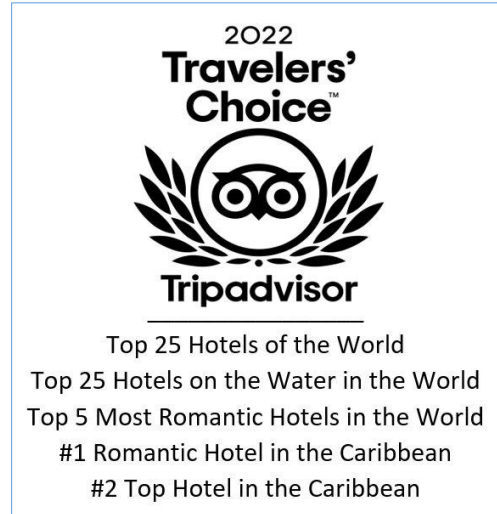 2022
Travelers’
Choice™
Tripadvisor
Top 25 Hotels of the World
Top 25 Hotels on the Water in the World
Top 5 Most Romantic Hotels in the World
#1 Romantic Hotel in the Caribbean
#2 Top Hotel in the Caribbean